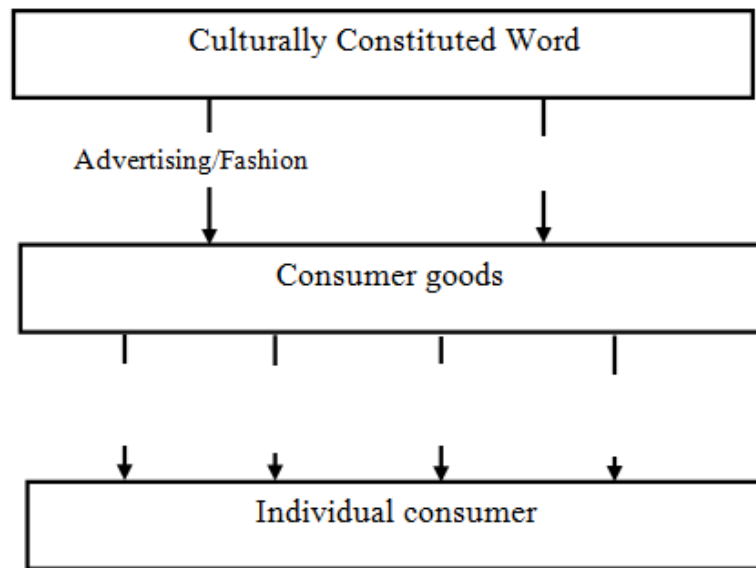 Culturally Constituted Word
Advertising/Fashion
Consumer goods
Individual consumer